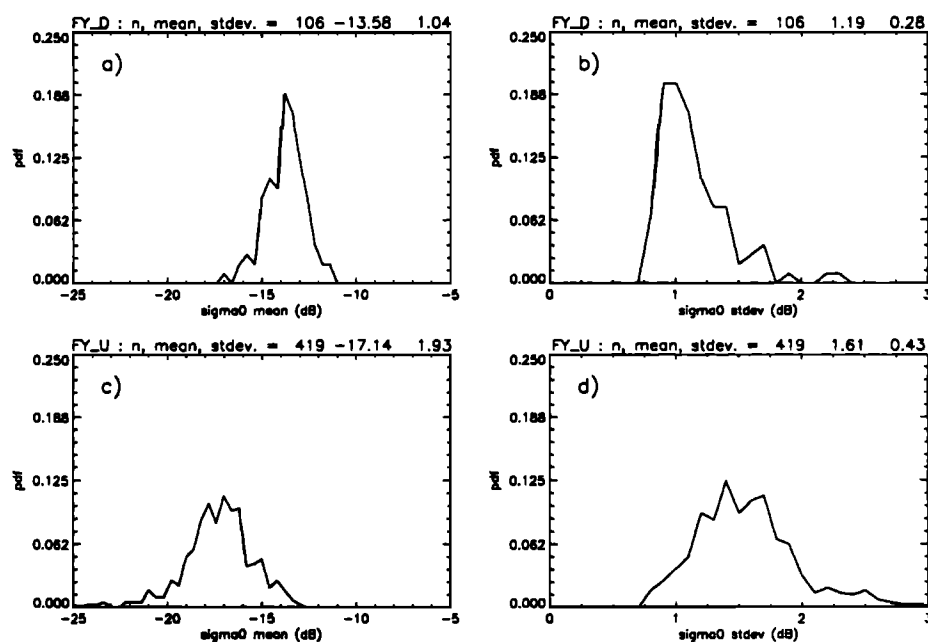 FY_D : n, mean, stdev. = 106 -13.58 1.04
0.250
0.188
0.125
0.062
0.000
pdf
a)
-25 -20 -15 -10 -5
sigma0 mean (dB)
FY_D : n, mean, stdev. = 106 1.19 0.28
0.250
0.188
0.125
0.062
0.000
pdf
b)
0 1 2 3
sigma0 stdev (dB)
FY_U : n, mean, stdev. = 419 -17.14 1.93
0.250
0.188
0.125
0.062
0.000
pdf
c)
-25 -20 -15 -10 -5
sigma0 mean (dB)
FY_U : n, mean, stdev. = 419 1.61 0.43
0.250
0.188
0.125
0.062
0.000
pdf
d)
0 1 2 3
sigma0 stdev (dB)